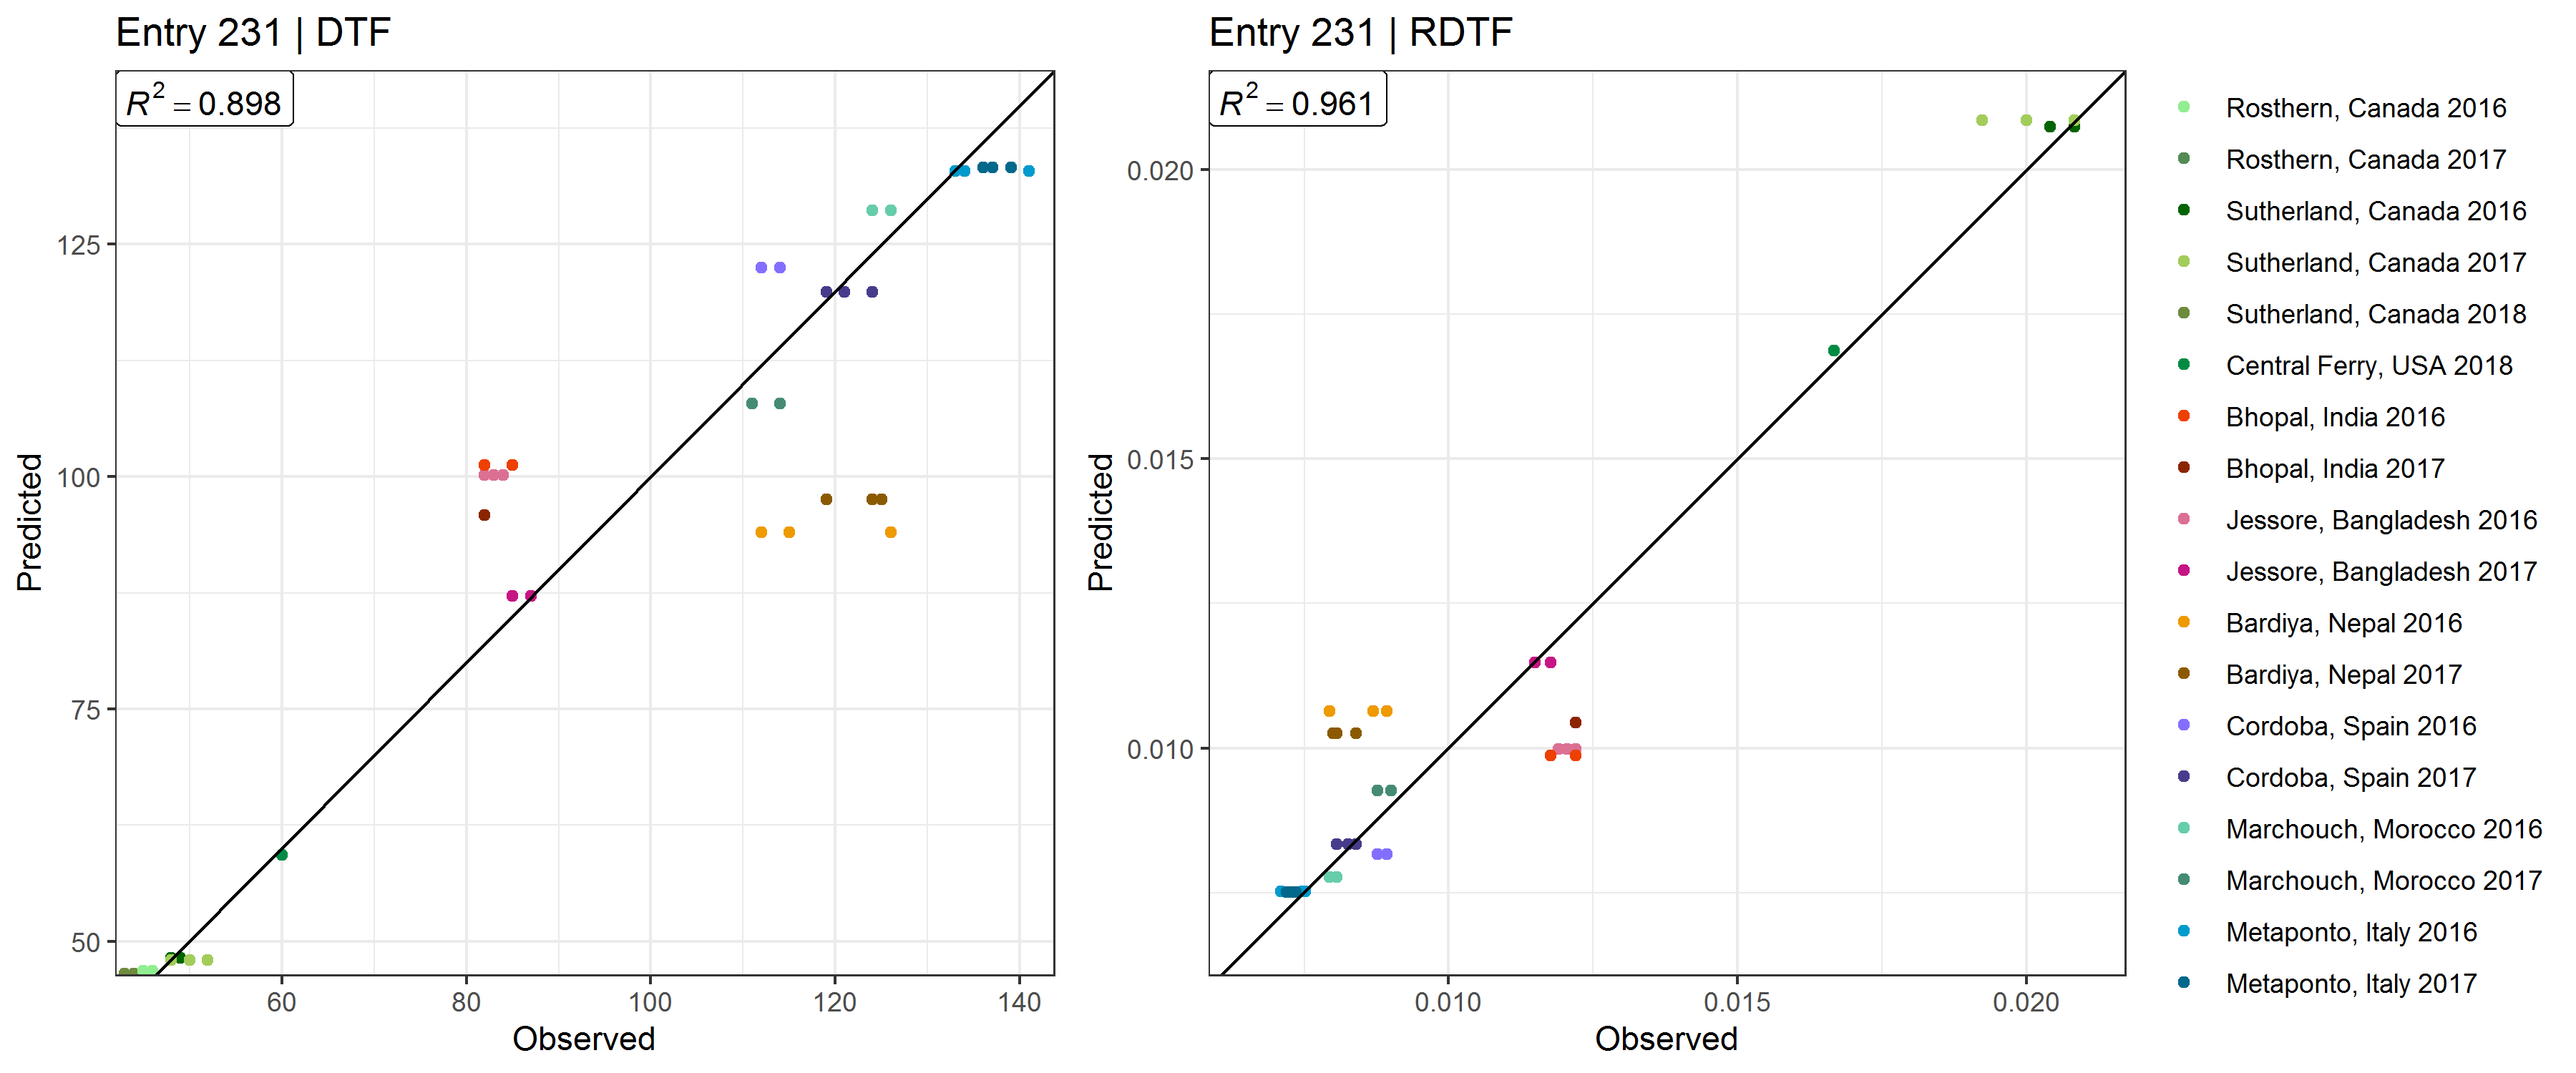 Entry 231 | DTF
R² = 0.898
125
100
75
50
60 80 100 120 140
Observed
Predicted
Entry 231 | RDTF
R² = 0.961
0.020
0.015
0.010
0.010 0.015 0.020
Observed
Predicted
Rosthern, Canada 2016
Rosthern, Canada 2017
Sutherland, Canada 2016
Sutherland, Canada 2017
Sutherland, Canada 2018
Central Ferry, USA 2018
Bhopal, India 2016
Bhopal, India 2017
Jessore, Bangladesh 2016
Jessore, Bangladesh 2017
Bardiya, Nepal 2016
Bardiya, Nepal 2017
Cordoba, Spain 2016
Cordoba, Spain 2017
Marchouch, Morocco 2016
Marchouch, Morocco 2017
Metaponto, Italy 2016
Metaponto, Italy 2017